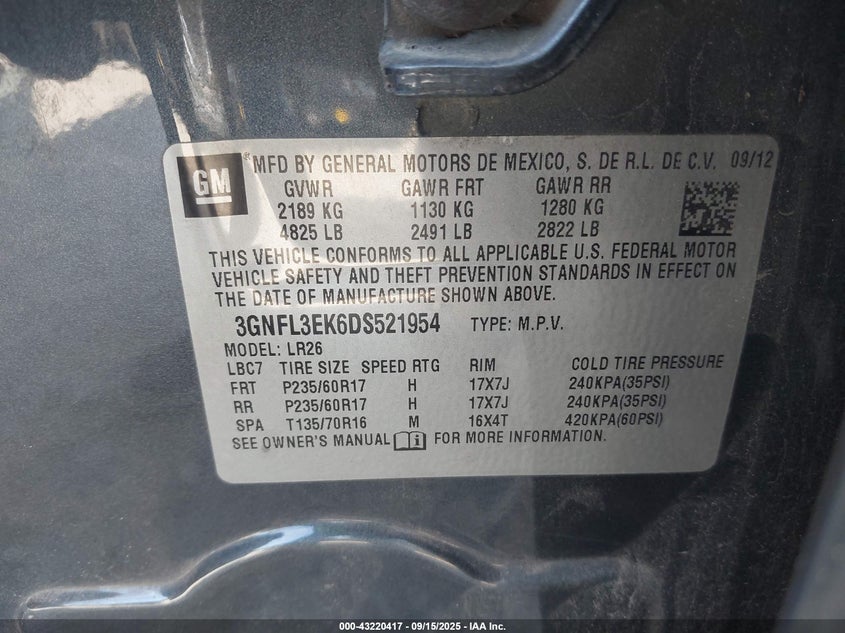 GM
*MFD BY GENERAL MOTORS DE MEXICO, S. DE R.L. DE C.V. 09/12
GVWR GAWR FRT GAWR RR
2189 KG 1130 KG 1280 KG
4825 LB 2491 LB 2822 LB
THIS VEHICLE CONFORMS TO ALL APPLICABLE U.S. FEDERAL MOTOR
VEHICLE SAFETY AND THEFT PREVENTION STANDARDS IN EFFECT ON
THE DATE OF MANUFACTURE SHOWN ABOVE.
3GNFL3EK6DS521954 TYPE: M.P.V.
MODEL: LR26
LBC7 TIRE SIZE SPEED RTG RIM COLD TIRE PRESSURE
FRT P235/60R17 H 17X7J 240KPA(35PSI)
RR P235/60R17 H 17X7J 240KPA(35PSI)
SPA T135/70R16 M 16X4T 420KPA(60PSI)
SEE OWNER'S MANUAL FOR MORE INFORMATION.
000-43220417 - 09/15/2025 - IAA Inc.